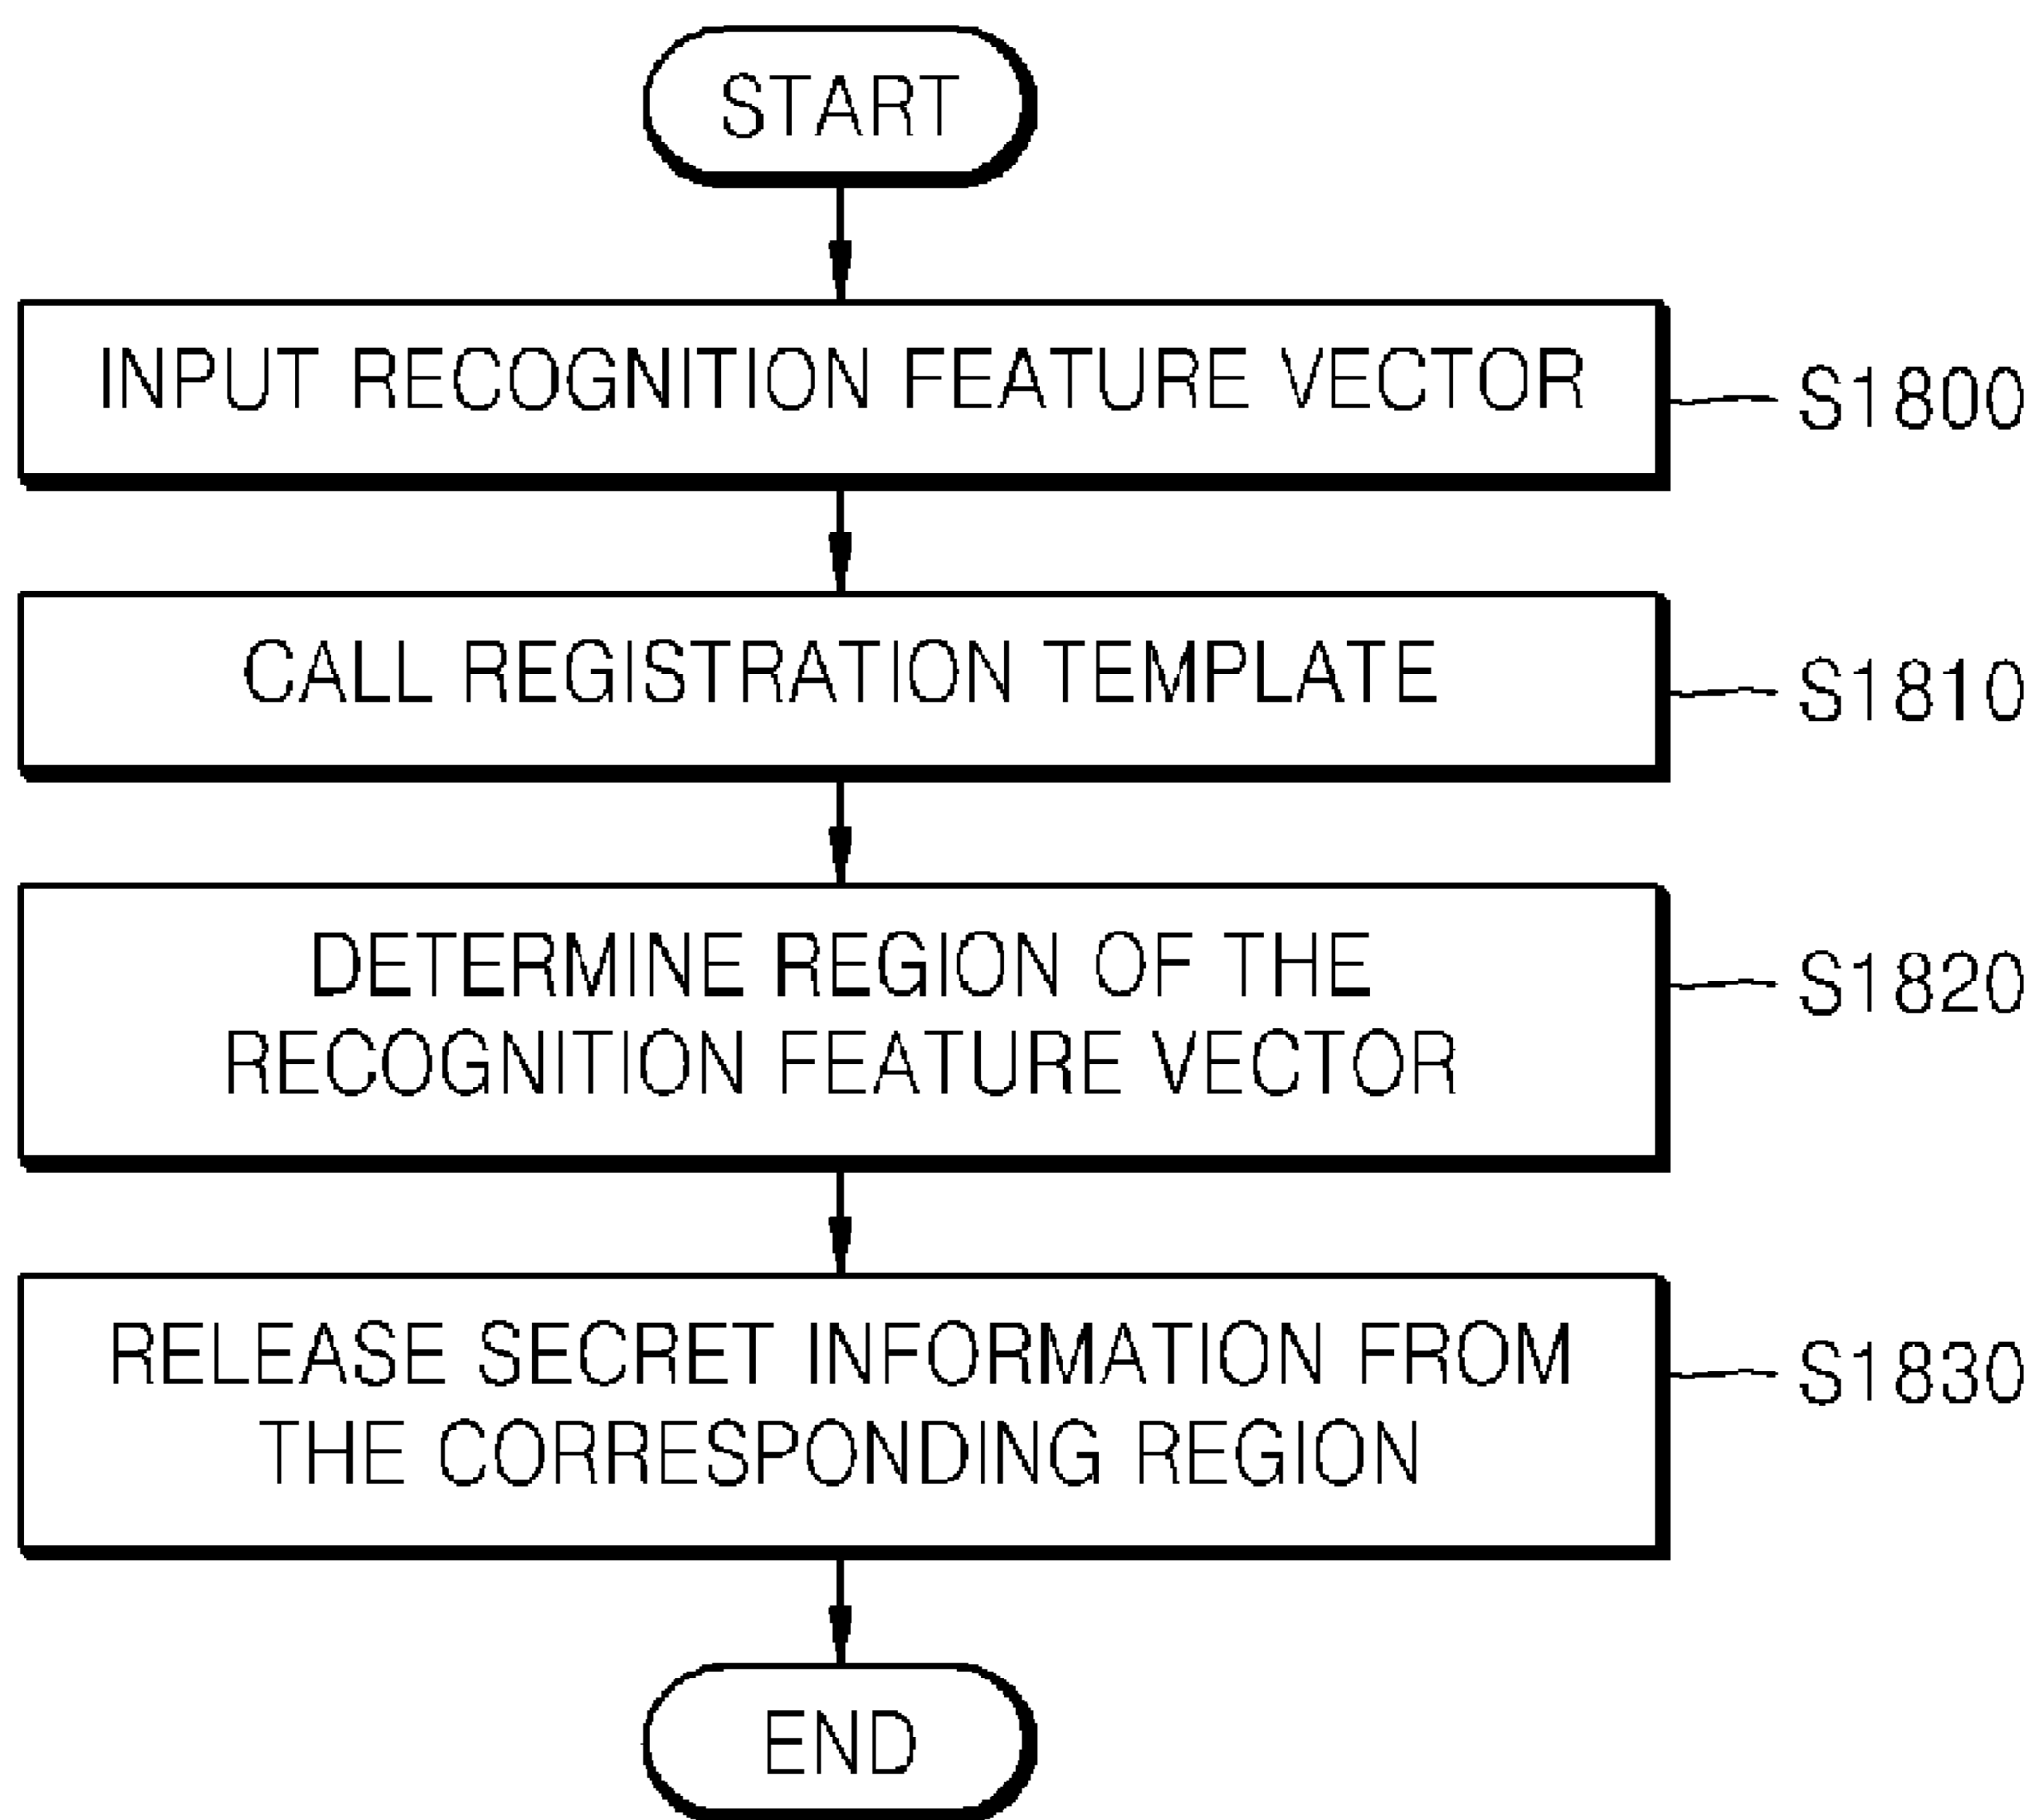 START
INPUT RECOGNITION FEATURE VECTOR
S1800
CALL REGISTRATION TEMPLATE
S1810
DETERMINE REGION OF THE
RECOGNITION FEATURE VECTOR
S1820
RELEASE SECRET INFORMATION FROM
THE CORRESPONDING REGION
S1830
END